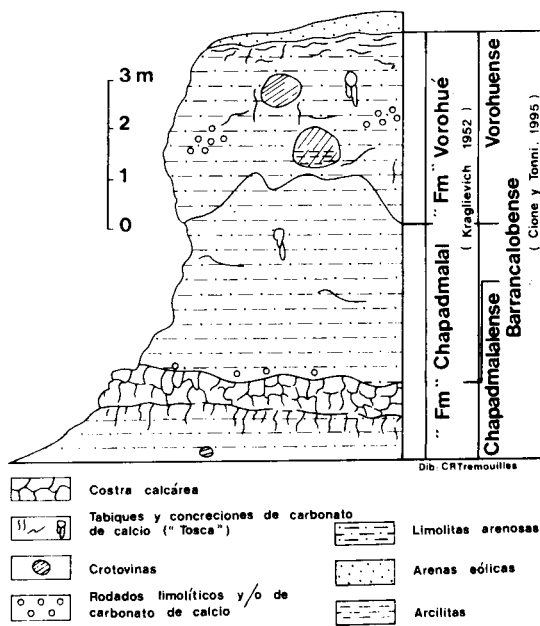 3 m
2
1
0
"Fm" Vorohué
(Kraglievich 1952)
"Fm" Chapadmalal
Vorohuense
Barrancalobense
(Cione y Tonni, 1995)
Chapadmalalense
Dib: CRTremouilles
Costra calcárea
Tabiques y concreciones de carbonato
de calcio ("Tosca")
Crotovinas
Rodados limolíticos y/o de
carbonato de calcio
Limolitas arenosas
Arenas eólicas
Arcilitas